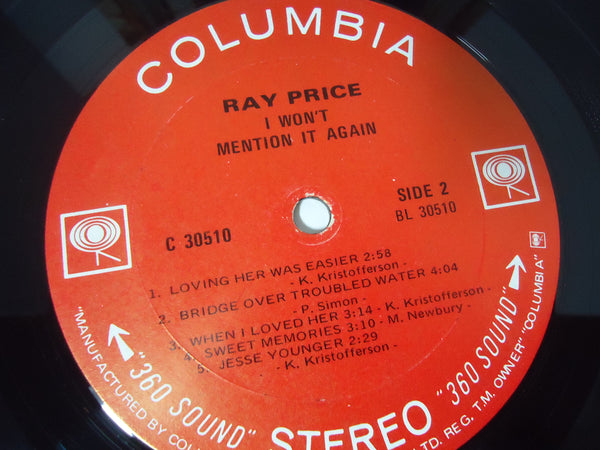 COLUMBIA
RAY PRICE
I WON'T
MENTION IT AGAIN
SIDE 2
C 30510
BL 30510
1. LOVING HER WAS EASIER 2:58
- K. Kristofferson -
2. BRIDGE OVER TROUBLED WATER 4:04
- P. Simon -
3. WHEN I LOVED HER 3:14 - K. Kristofferson -
4. SWEET MEMORIES 3:10 - M. Newbury -
5. JESSE YOUNGER 2:29
- K. Kristofferson -
"360 SOUND" STEREO "360 SOUND"
"MANUFACTURED BY COLU
LTD. REG. T.M. OWNER" "COLUMBIA"